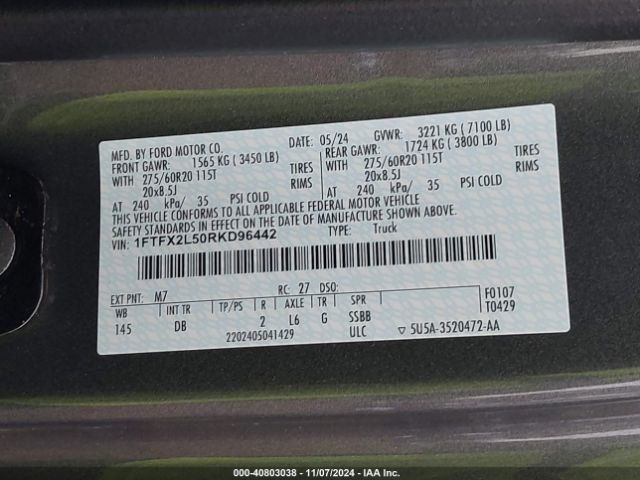 MFD. BY FORD MOTOR CO. DATE: 05/24 GVWR: 3221 KG ( 7100 LB)
FRONT GAWR: 1565 KG ( 3450 LB) REAR GAWR: 1724 KG ( 3800 LB)
WITH 275/60R20 115T TIRES WITH 275/60R20 115T TIRES
20x8.5J RIMS 20x8.5J RIMS
AT 240 kPa/ 35 PSI COLD AT 240 kPa/ 35 PSI COLD
THIS VEHICLE CONFORMS TO ALL APPLICABLE FEDERAL MOTOR VEHICLE
SAFETY STANDARDS IN EFFECT ON THE DATE OF MANUFACTURE SHOWN ABOVE.
VIN: 1FTFX2L50RKD96442 TYPE: Truck
EXT PNT: M7 RC: 27 DSO: F0107
WB INT TR TP/PS R AXLE TR SPR T0429
145 DB 2 L6 G SSBB
2202405041429 ULC ▽ 5U5A-3520472-AA
000-40803038 - 11/07/2024 - IAA Inc.